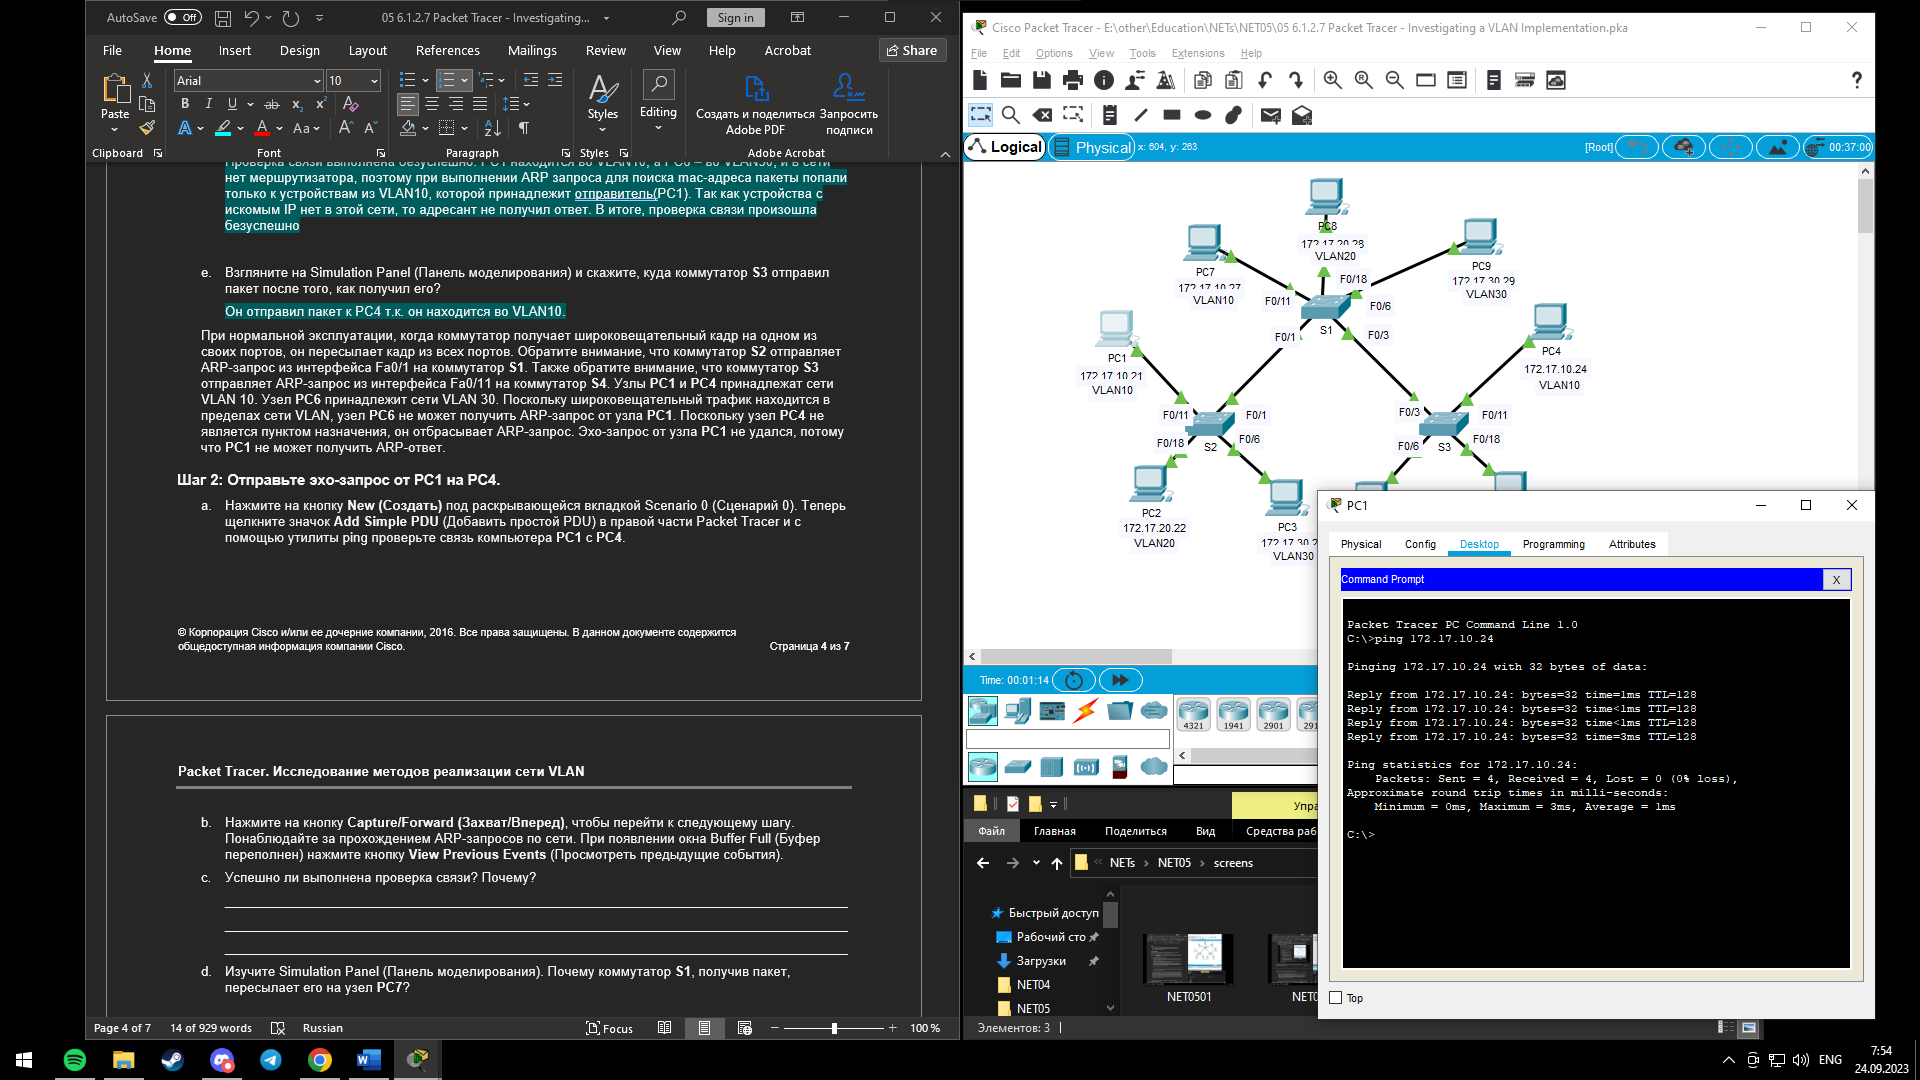 AutoSave
Off
05 6.1.2.7 Packet Tracer - Investigating...
Sign in
File
Home
Insert
Design
Layout
References
Mailings
Review
View
Help
Acrobat
Share
Paste
Arial
10
Styles
Editing
Создать и поделиться Adobe PDF
Запросить подписи
Clipboard
Font
Paragraph
Styles
Adobe Acrobat
нет мершрутизатора, поэтому при выполнении ARP запроса для поиска mac-адреса пакеты попали
только к устройствам из VLAN10, которой принадлежит отправитель(PC1). Так как устройства с
искомым IP нет в этой сети, то адресант не получил ответ. В итоге, проверка связи произошла
безуспешно
e. Взгляните на Simulation Panel (Панель моделирования) и скажите, куда коммутатор S3 отправил
пакет после того, как получил его?
Он отправил пакет к PC4 т.к. он находится во VLAN10.
При нормальной эксплуатации, когда коммутатор получает широковещательный кадр на одном из
своих портов, он пересылает кадр из всех портов. Обратите внимание, что коммутатор S2 отправляет
ARP-запрос из интерфейса Fa0/1 на коммутатор S1. Также обратите внимание, что коммутатор S3
отправляет ARP-запрос из интерфейса Fa0/11 на коммутатор S4. Узлы PC1 и PC4 принадлежат сети
VLAN 10. Узел PC6 принадлежит сети VLAN 30. Поскольку широковещательный трафик находится в
пределах сети VLAN, узел PC6 не может получить ARP-запрос от узла PC1. Поскольку узел PC4 не
является пунктом назначения, он отбрасывает ARP-запрос. Эхо-запрос от узла PC1 не удался, потому
что PC1 не может получить ARP-ответ.
Шаг 2: Отправьте эхо-запрос от PC1 на PC4.
a. Нажмите на кнопку New (Создать) под раскрывающейся вкладкой Scenario 0 (Сценарий 0). Теперь
щелкните значок Add Simple PDU (Добавить простой PDU) в правой части Packet Tracer и с
помощью утилиты ping проверьте связь компьютера PC1 с PC4.
© Корпорация Cisco и/или ее дочерние компании, 2016. Все права защищены. В данном документе содержится
общедоступная информация компании Cisco.
Страница 4 из 7
Packet Tracer. Исследование методов реализации сети VLAN
b. Нажмите на кнопку Capture/Forward (Захват/Вперед), чтобы перейти к следующему шагу.
Понаблюдайте за прохождением ARP-запросов по сети. При появлении окна Buffer Full (Буфер
переполнен) нажмите кнопку View Previous Events (Просмотреть предыдущие события).
c. Успешно ли выполнена проверка связи? Почему?
d. Изучите Simulation Panel (Панель моделирования). Почему коммутатор S1, получив пакет,
пересылает его на узел PC7?
Page 4 of 7
14 of 929 words
Russian
Focus
100 %
Cisco Packet Tracer - E:\other\Education\NETs\NET05\05 6.1.2.7 Packet Tracer - Investigating a VLAN Implementation.pka
File
Edit
Options
View
Tools
Extensions
Help
Logical
Physical
x: 604, y: 263
[Root]
00:37:00
PC8
172.17.20.28
VLAN20
PC7
172.17.10.27
VLAN10
PC9
172.17.30.29
VLAN30
F0/18
F0/11
F0/6
S1
F0/1
F0/3
PC1
172.17.10.21
VLAN10
PC4
172.17.10.24
VLAN10
F0/11
F0/1
F0/3
F0/11
F0/18
F0/6
S2
F0/6
S3
F0/18
PC2
172.17.20.22
VLAN20
PC3
VLAN30
Time: 00:01:14
4321
1941
2901
PC1
Physical
Config
Desktop
Programming
Attributes
Command Prompt
X
Packet Tracer PC Command Line 1.0
C:\>ping 172.17.10.24
Pinging 172.17.10.24 with 32 bytes of data:
Reply from 172.17.10.24: bytes=32 time=1ms TTL=128
Reply from 172.17.10.24: bytes=32 time<1ms TTL=128
Reply from 172.17.10.24: bytes=32 time<1ms TTL=128
Reply from 172.17.10.24: bytes=32 time=3ms TTL=128
Ping statistics for 172.17.10.24:
Packets: Sent = 4, Received = 4, Lost = 0 (0% loss),
Approximate round trip times in milli-seconds:
Minimum = 0ms, Maximum = 3ms, Average = 1ms
C:\>
Top
Файл
Главная
Поделиться
Вид
NETs
NET05
screens
Быстрый доступ
Рабочий сто
Загрузки
NET04
NET05
NET0501
Элементов: 3
ENG
7:54
24.09.2023